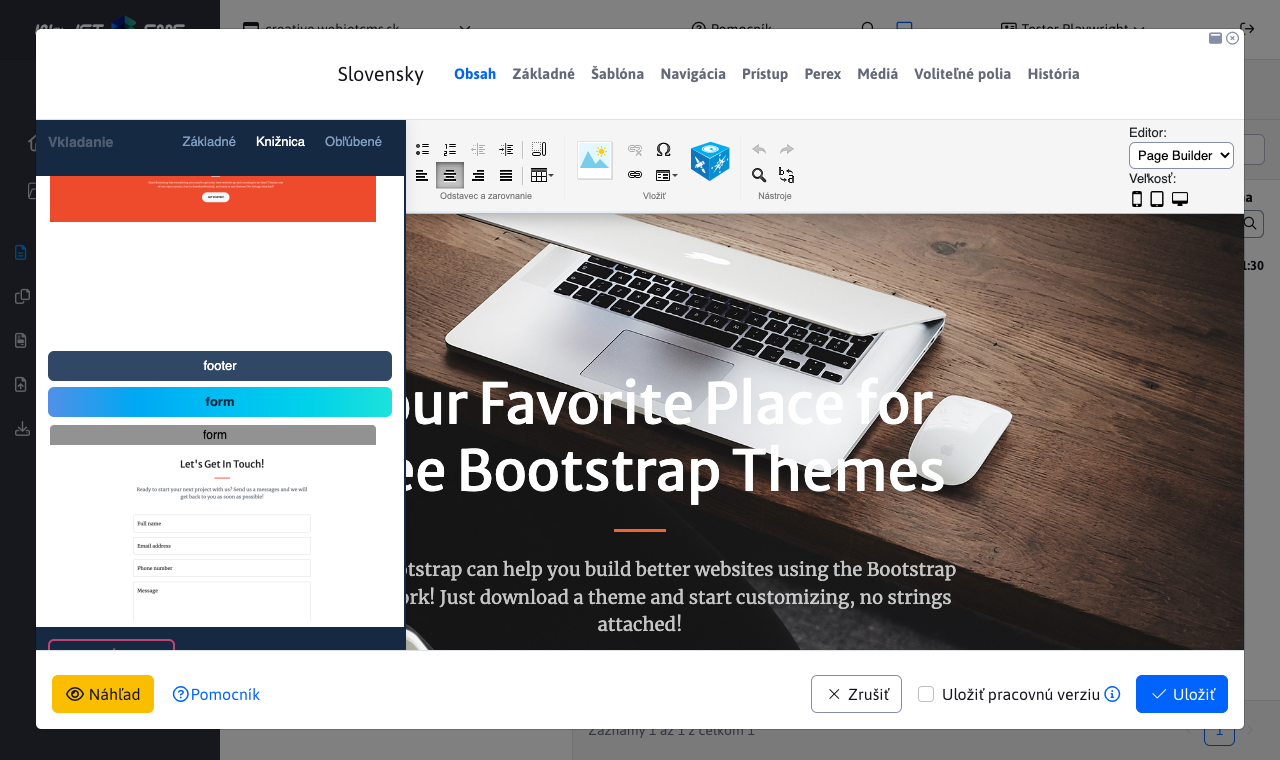 creative.webjetcms.sk
Pomocník
Tester Playwright
Slovensky
Obsah
Základné
Šablóna
Navigácia
Prístup
Perex
Médiá
Voliteľné polia
História
Vkladanie
Základné
Knižnica
Obľúbené
Odstavec a zarovnanie
Vložiť
Nástroje
Editor:
Page Builder
Veľkosť:
1:30
footer
form
form
Let's Get In Touch!
Ready to start your next project with us? Send us a messages and we will
get back to you as soon as possible!
Full name
Email address
Phone number
Message
our Favorite Place for
ee Bootstrap Themes
otstrap can help you build better websites using the Bootstrap
ork! Just download a theme and start customizing, no strings
attached!
Náhľad
Pomocník
Zrušiť
Uložiť pracovnú verziu
Uložiť
Záznamy 1 až 1 z celkom 1
1